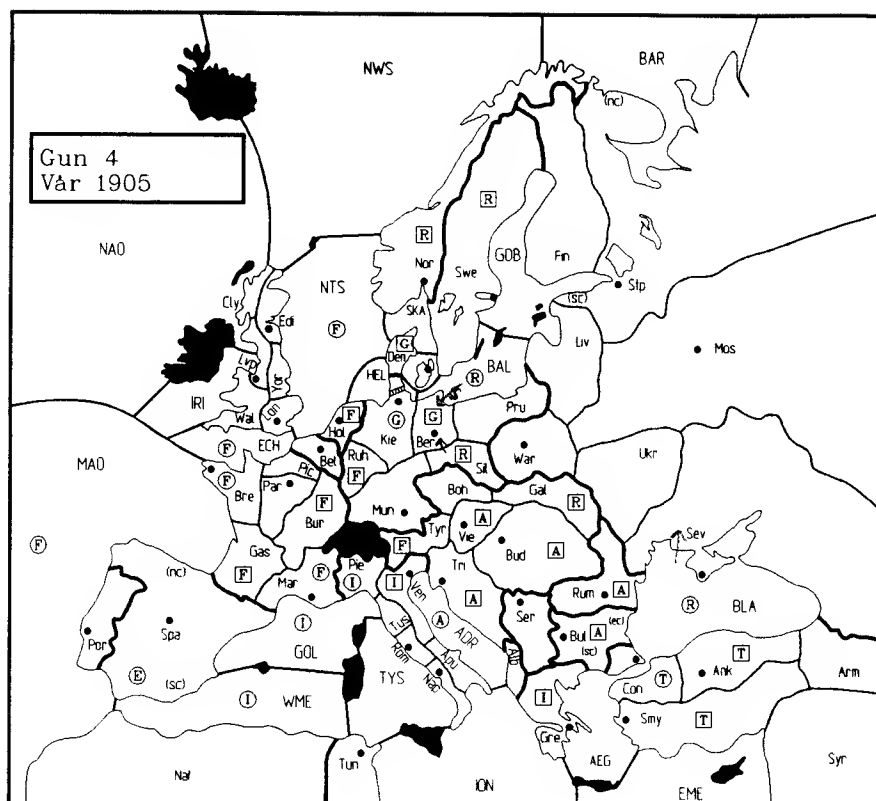 NWS
BAR
(nc)
Gun 4
Vår 1905
NAO
R
R
GOB
Fin
Nor
Swe
Stp
(sc)
NTS
Cly
Edi
SKA
F
G
Den
Liv
Mos
Lvp
Yor
HEL
BAL
R
IRI
Wal
Lon
Hol
F
G
Kie
G
Ber
Pru
War
Ukr
MAO
ECH
F
Bel
Ruh
F
R
Sil
Pic
F
Bre
Par
F
Bur
Mun
Boh
Gal
R
Tyr
Vie
A
Sev
F
Bud
A
Gas
F
Mar
F
Pie
I
F
I
Ven
Tri
A
Rum
A
R
BLA
(nc)
Spa
Por
I
GOL
Tus
A
ADR
Ser
Bul
A
(ec)
(sc)
Rom
Apu
Alb
T
Ank
Arm
(sc)
E
I
WME
TYS
Nac
I
Con
T
Smy
T
Gre
Naf
Tun
ION
AEG
EME
Syr